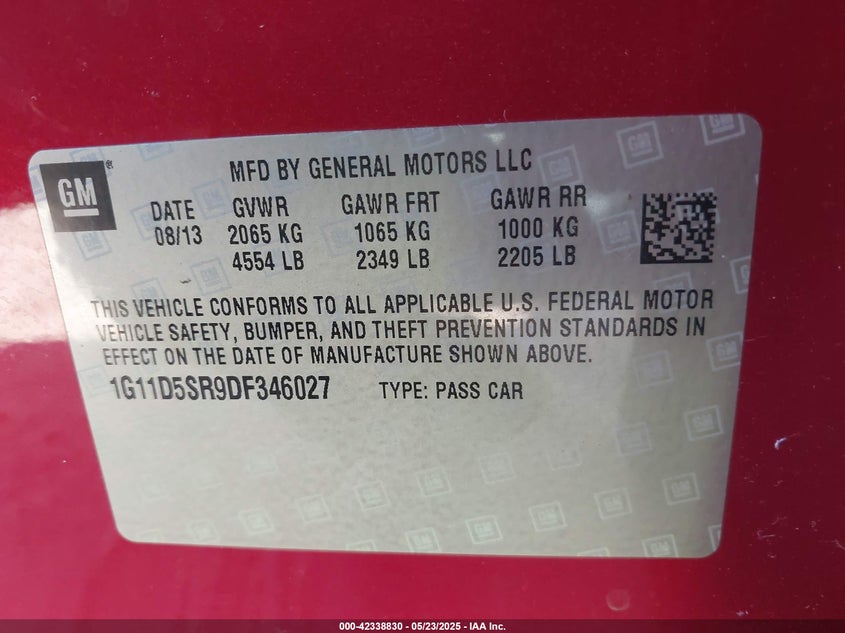 GM
MFD BY GENERAL MOTORS LLC
DATE GVWR GAWR FRT GAWR RR
08/13 2065 KG 1065 KG 1000 KG
4554 LB 2349 LB 2205 LB
THIS VEHICLE CONFORMS TO ALL APPLICABLE U.S. FEDERAL MOTOR
VEHICLE SAFETY, BUMPER, AND THEFT PREVENTION STANDARDS IN
EFFECT ON THE DATE OF MANUFACTURE SHOWN ABOVE.
1G11D5SR9DF346027 TYPE: PASS CAR
000-42338830 - 05/23/2025 - IAA Inc.